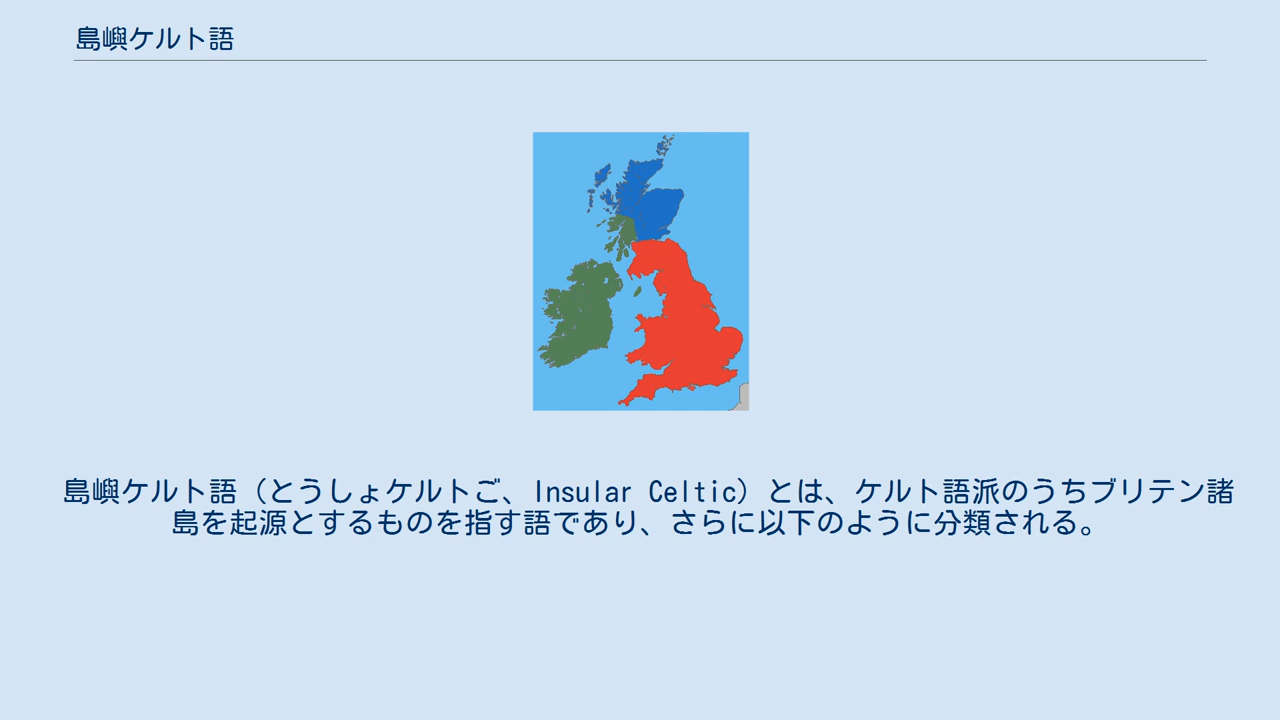 島嶼ケルト語
島嶼ケルト語（とうしょケルトご、Insular Celtic）とは、ケルト語派のうちブリテン諸
島を起源とするものを指す語であり、さらに以下のように分類される。